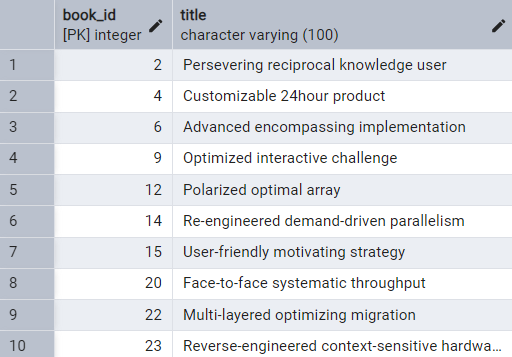 book_id title
[PK] integer character varying (100)
1 2 Persevering reciprocal knowledge user
2 4 Customizable 24hour product
3 6 Advanced encompassing implementation
4 9 Optimized interactive challenge
5 12 Polarized optimal array
6 14 Re-engineered demand-driven parallelism
7 15 User-friendly motivating strategy
8 20 Face-to-face systematic throughput
9 22 Multi-layered optimizing migration
10 23 Reverse-engineered context-sensitive hardwa…